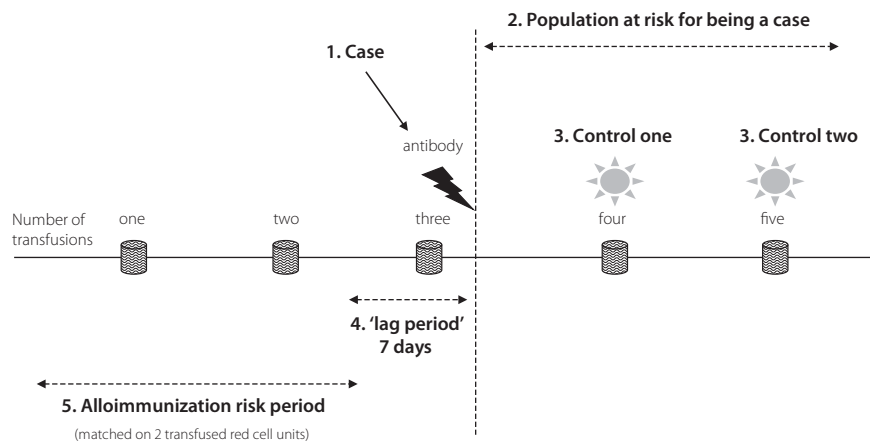 2. Population at risk for being a case
1. Case
antibody
3. Control one
3. Control two
Number of
transfusions
one
two
three
four
five
4. ‘lag period’
7 days
5. Alloimmunization risk period
(matched on 2 transfused red cell units)